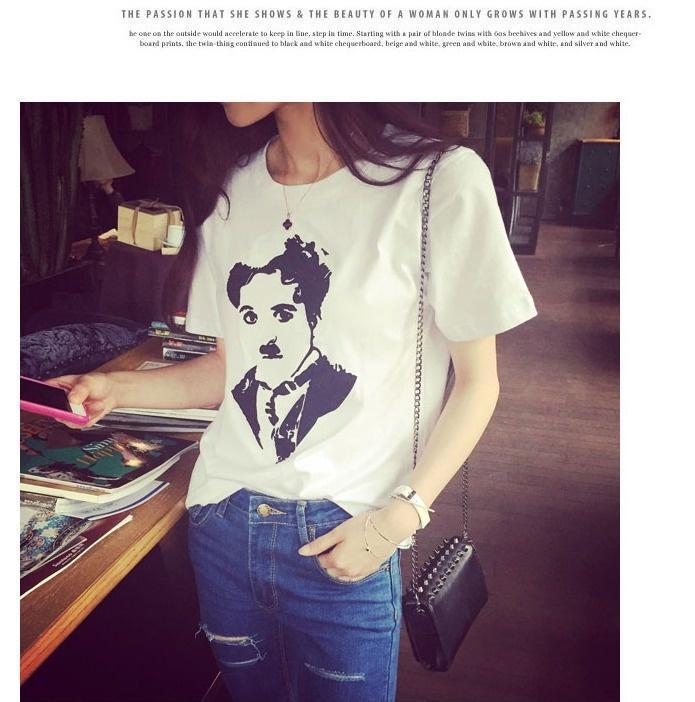 THE PASSION THAT SHE SHOWS & THE BEAUTY OF A WOMAN ONLY GROWS WITH PASSING YEARS.
he one on the outside would accelerate to keep in line, step in time. Starting with a pair of blonde twins with 60s beehives and yellow and white chequer-
board prints, the twin-thing continued to black and white chequerboard, beige and white, green and white, brown and white, and silver and white.